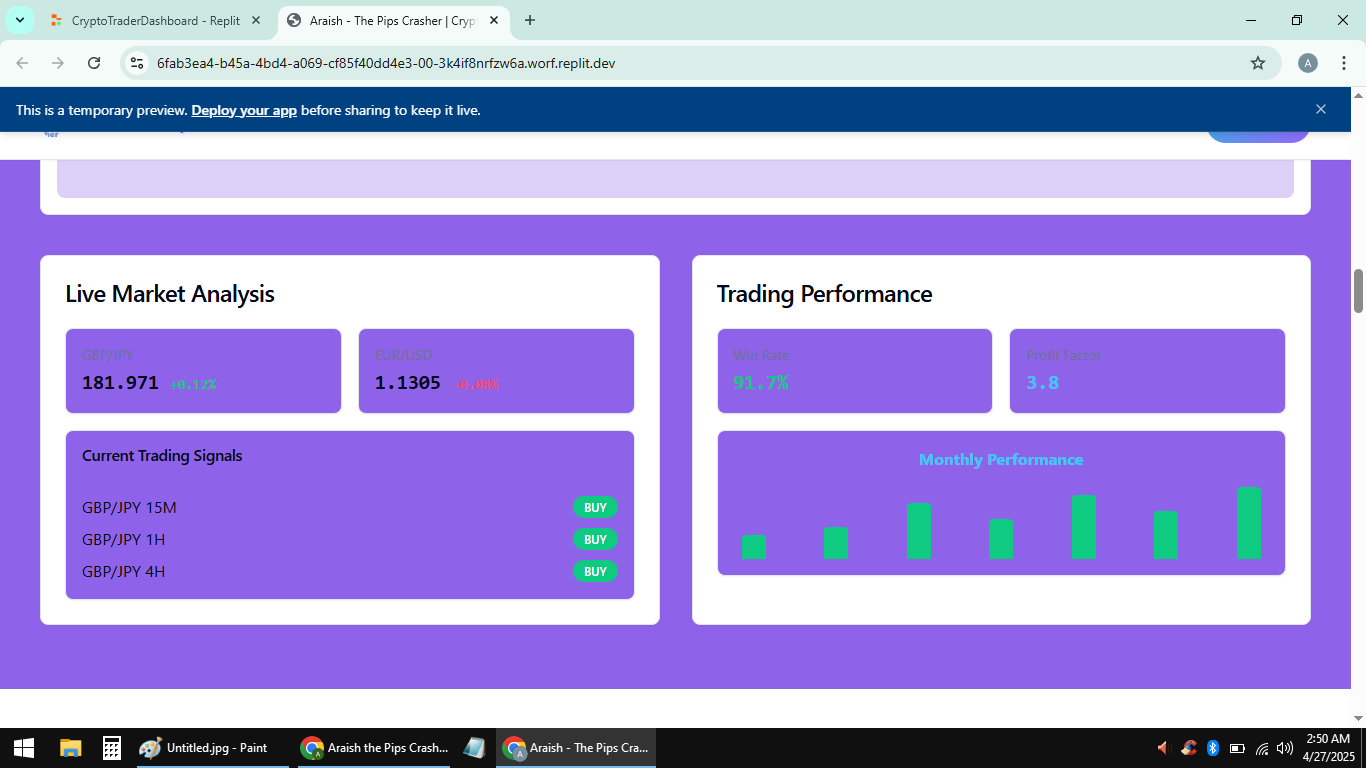 CryptoTraderDashboard - Replit
Araish - The Pips Crasher | Cryp
6fab3ea4-b45a-4bd4-a069-cf85f40dd4e3-00-3k4if8nrfzw6a.worf.replit.dev
A
This is a temporary preview. Deploy your app before sharing to keep it live.
Live Market Analysis
GBP/JPY
181.971 +0.12%
EUR/USD
1.1305 -0.08%
Current Trading Signals
GBP/JPY 15M BUY
GBP/JPY 1H BUY
GBP/JPY 4H BUY
Trading Performance
Win Rate
91.7%
Profit Factor
3.8
Monthly Performance
Untitled.jpg - Paint
Araish the Pips Crash...
Araish - The Pips Cra...
2:50 AM
4/27/2025